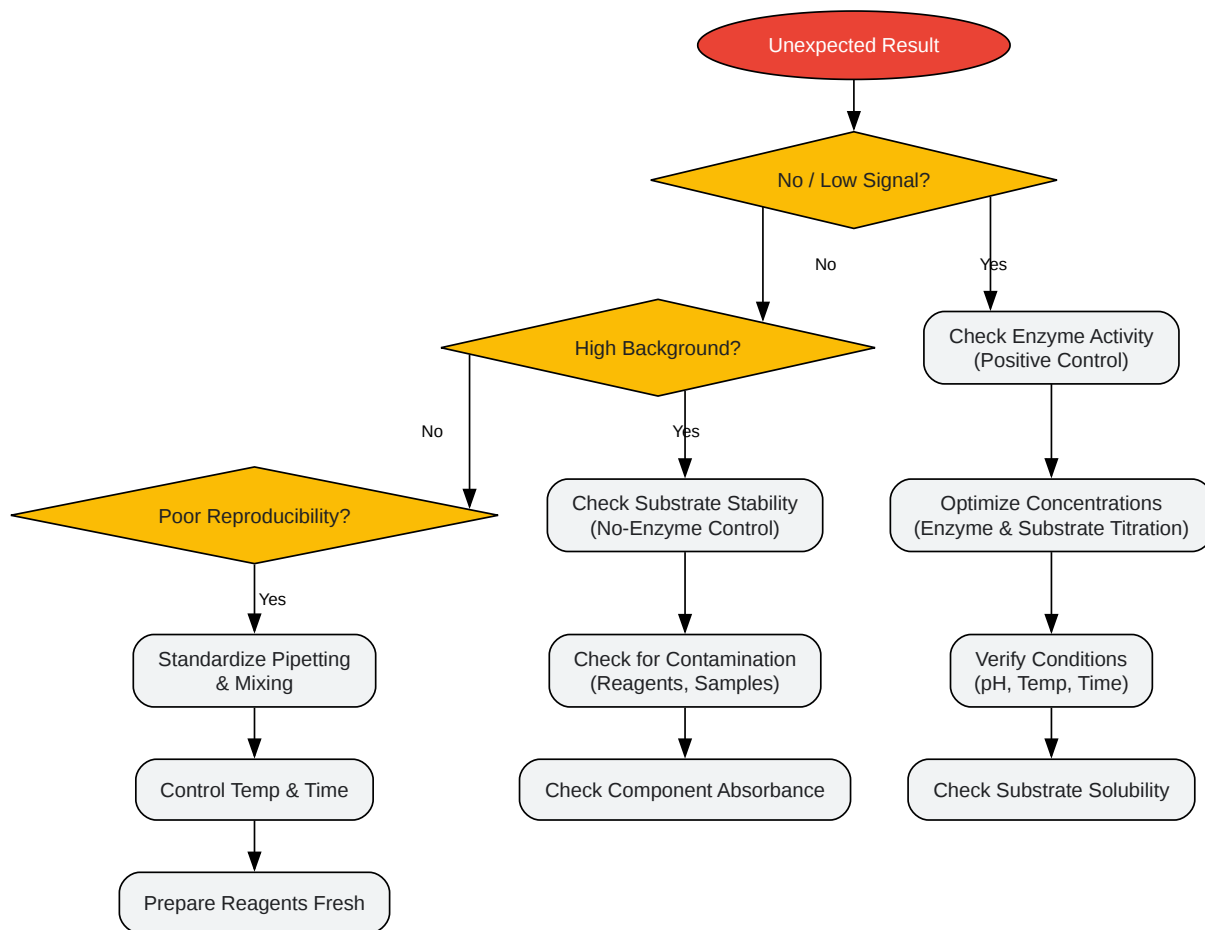 Unexpected Result
No / Low Signal?
No
Yes
High Background?
Check Enzyme Activity
(Positive Control)
No
Yes
Poor Reproducibility?
Check Substrate Stability
(No-Enzyme Control)
Optimize Concentrations
(Enzyme & Substrate Titration)
Yes
Standardize Pipetting
& Mixing
Check for Contamination
(Reagents, Samples)
Verify Conditions
(pH, Temp, Time)
Control Temp & Time
Check Component Absorbance
Check Substrate Solubility
Prepare Reagents Fresh